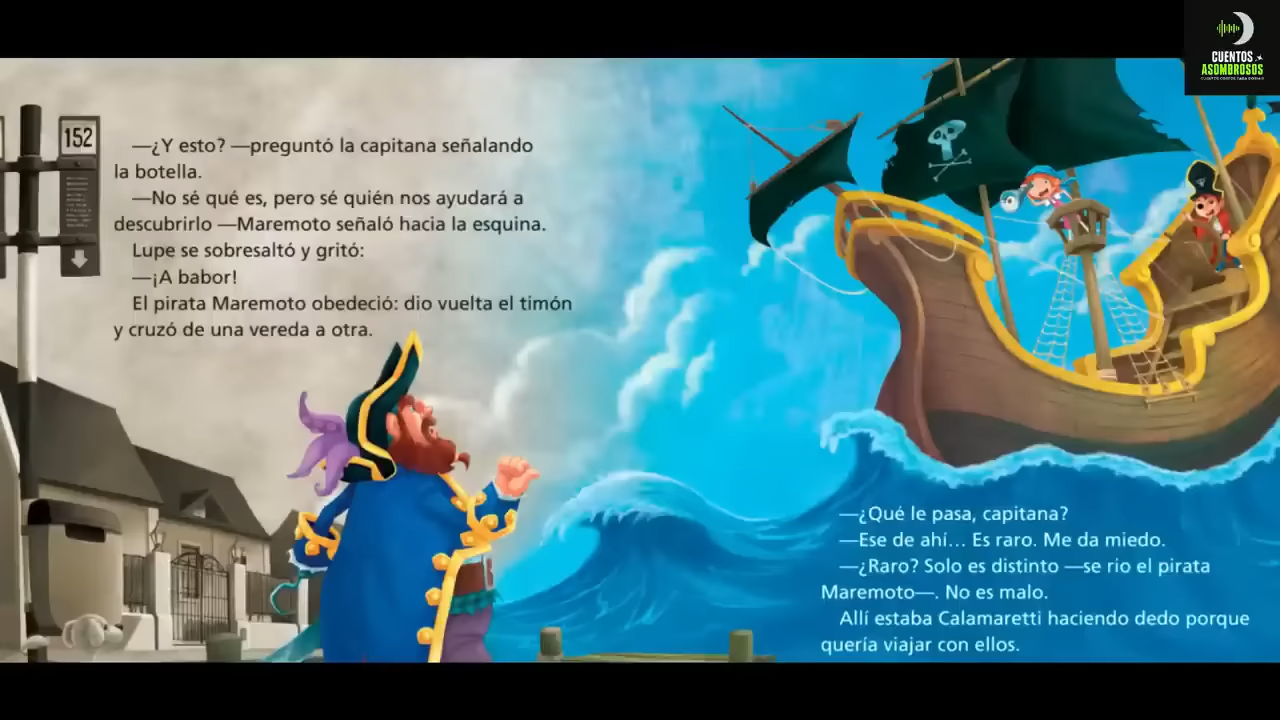 152
—¿Y esto? —preguntó la capitana señalando
la botella.
—No sé qué es, pero sé quién nos ayudará a
descubrirlo —Maremoto señaló hacia la esquina.
Lupe se sobresaltó y gritó:
—¡A babor!
El pirata Maremoto obedeció: dio vuelta el timón
y cruzó de una vereda a otra.
—¿Qué le pasa, capitana?
—Ese de ahí... Es raro. Me da miedo.
—¿Raro? Solo es distinto —se rio el pirata
Maremoto—. No es malo.
Allí estaba Calamaretti haciendo dedo porque
quería viajar con ellos.
CUENTOS
ASOMBROSOS